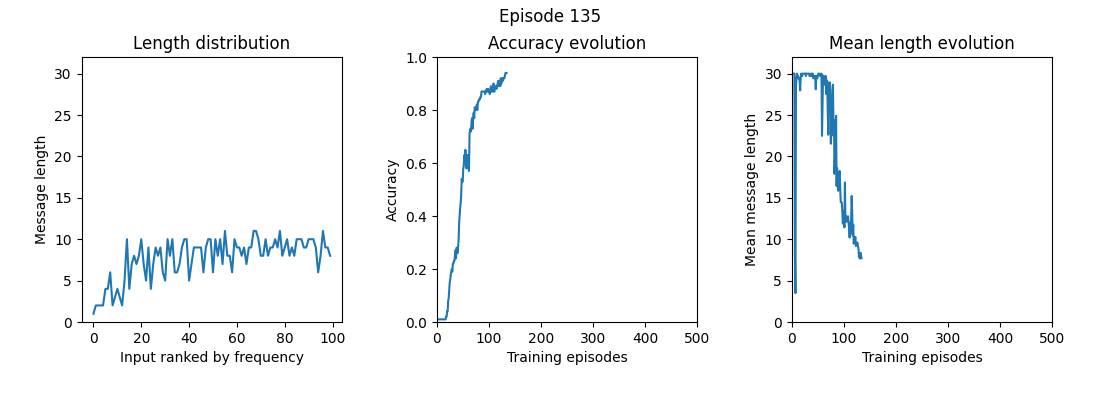 Episode 135
Length distribution
Message length
30
25
20
15
10
5
0
0 20 40 60 80 100
Input ranked by frequency
Accuracy evolution
Accuracy
1.0
0.8
0.6
0.4
0.2
0.0
0 100 200 300 400 500
Training episodes
Mean length evolution
Mean message length
30
25
20
15
10
5
0
0 100 200 300 400 500
Training episodes